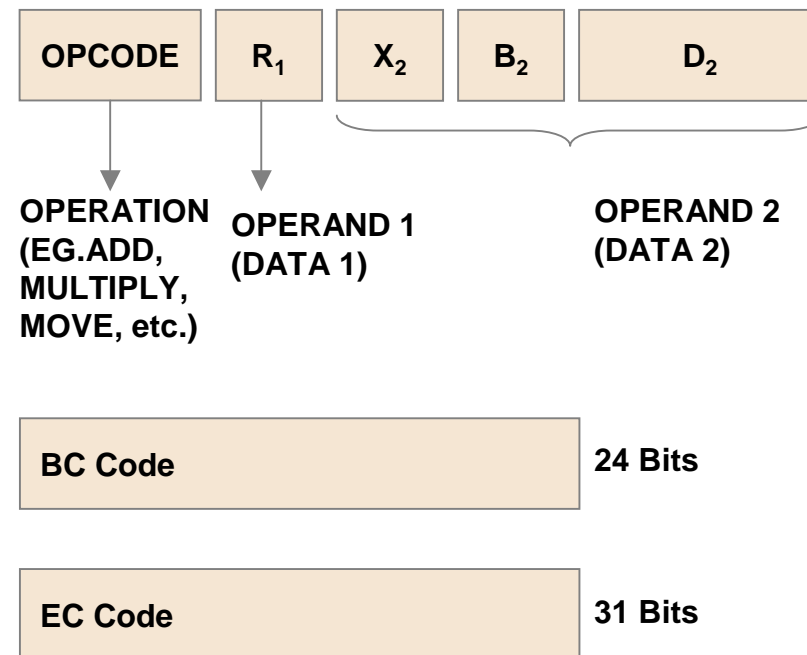 OPCODE R₁ X₂ B₂ D₂
OPERATION
(EG.ADD,
MULTIPLY,
MOVE, etc.)
OPERAND 1
(DATA 1)
OPERAND 2
(DATA 2)
BC Code 24 Bits
EC Code 31 Bits